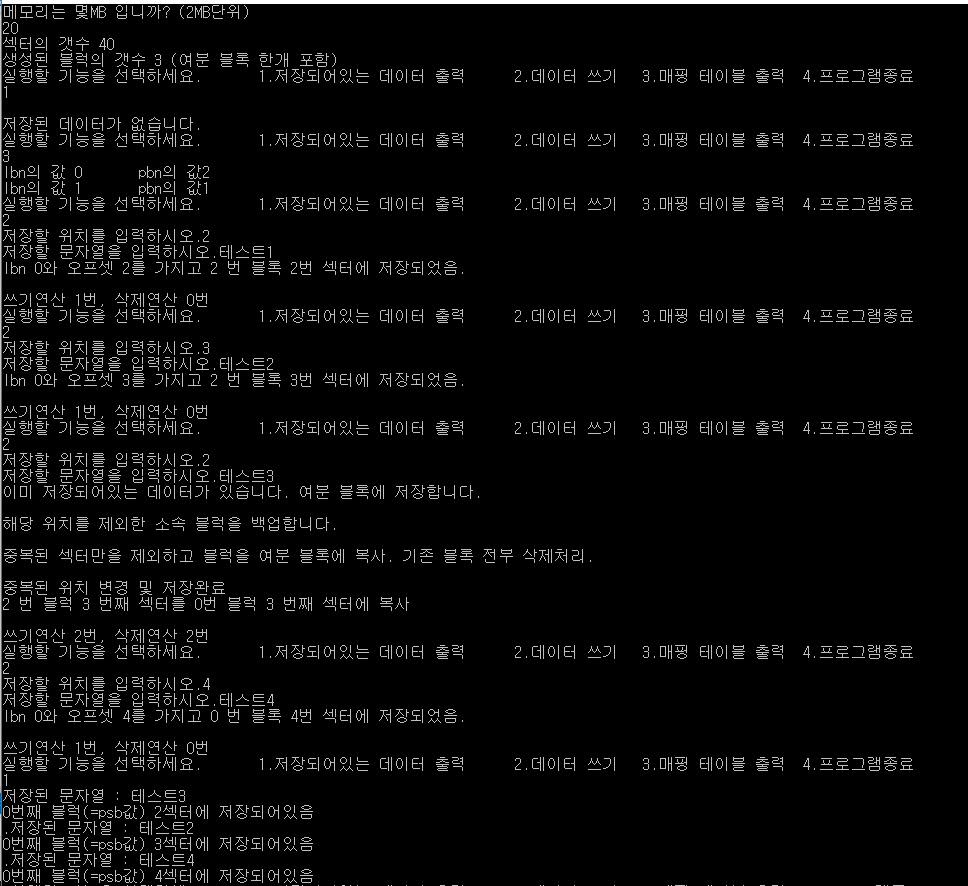 메모리는 몇MB 입니까? (2MB단위)
20
섹터의 갯수 40
생성된 블럭의 갯수 3 (여분 블록 한개 포함)
실행할 기능을 선택하세요. 1.저장되어있는 데이터 출력 2.데이터 쓰기 3.매핑 테이블 출력 4.프로그램종료
1
저장된 데이터가 없습니다.
실행할 기능을 선택하세요. 1.저장되어있는 데이터 출력 2.데이터 쓰기 3.매핑 테이블 출력 4.프로그램종료
3
lbn의 값 0 pbn의 값2
lbn의 값 1 pbn의 값1
실행할 기능을 선택하세요. 1.저장되어있는 데이터 출력 2.데이터 쓰기 3.매핑 테이블 출력 4.프로그램종료
2
저장할 위치를 입력하시오.2
저장할 문자열을 입력하시오.테스트1
lbn 0와 오프셋 2를 가지고 2 번 블록 2번 섹터에 저장되었음.
쓰기연산 1번, 삭제연산 0번
실행할 기능을 선택하세요. 1.저장되어있는 데이터 출력 2.데이터 쓰기 3.매핑 테이블 출력 4.프로그램종료
2
저장할 위치를 입력하시오.3
저장할 문자열을 입력하시오.테스트2
lbn 0와 오프셋 3를 가지고 2 번 블록 3번 섹터에 저장되었음.
쓰기연산 1번, 삭제연산 0번
실행할 기능을 선택하세요. 1.저장되어있는 데이터 출력 2.데이터 쓰기 3.매핑 테이블 출력 4.프로그램종료
2
저장할 위치를 입력하시오.2
저장할 문자열을 입력하시오.테스트3
이미 저장되어있는 데이터가 있습니다. 여분 블록에 저장합니다.
해당 위치를 제외한 소속 블럭을 백업합니다.
중복된 섹터만을 제외하고 블럭을 여분 블록에 복사. 기존 블록 전부 삭제처리.
중복된 위치 변경 및 저장완료
2 번 블럭 3 번째 섹터를 0번 블럭 3 번째 섹터에 복사
쓰기연산 2번, 삭제연산 2번
실행할 기능을 선택하세요. 1.저장되어있는 데이터 출력 2.데이터 쓰기 3.매핑 테이블 출력 4.프로그램종료
2
저장할 위치를 입력하시오.4
저장할 문자열을 입력하시오.테스트4
lbn 0와 오프셋 4를 가지고 0 번 블록 4번 섹터에 저장되었음.
쓰기연산 1번, 삭제연산 0번
실행할 기능을 선택하세요. 1.저장되어있는 데이터 출력 2.데이터 쓰기 3.매핑 테이블 출력 4.프로그램종료
1
저장된 문자열 : 테스트3
0번째 블럭(=psb값) 2섹터에 저장되어있음
.저장된 문자열 : 테스트2
0번째 블럭(=psb값) 3섹터에 저장되어있음
.저장된 문자열 : 테스트4
0번째 블럭(=psb값) 4섹터에 저장되어있음